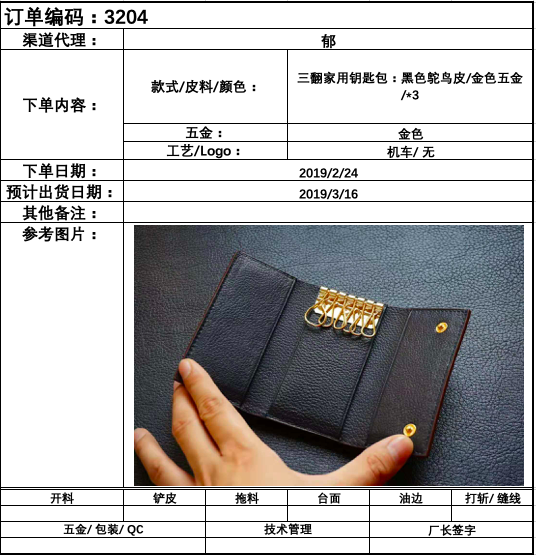 订单编码：3204
渠道代理： 郁
下单内容： 款式/皮料/颜色： 三翻家用钥匙包：黑色鸵鸟皮/金色五金
/*3
五金： 金色
工艺/Logo： 机车/ 无
下单日期： 2019/2/24
预计出货日期： 2019/3/16
其他备注：
参考图片：
开料 铲皮 拖料 台面 油边 打斩/ 缝线
五金/ 包装/ QC 技术管理 厂长签字